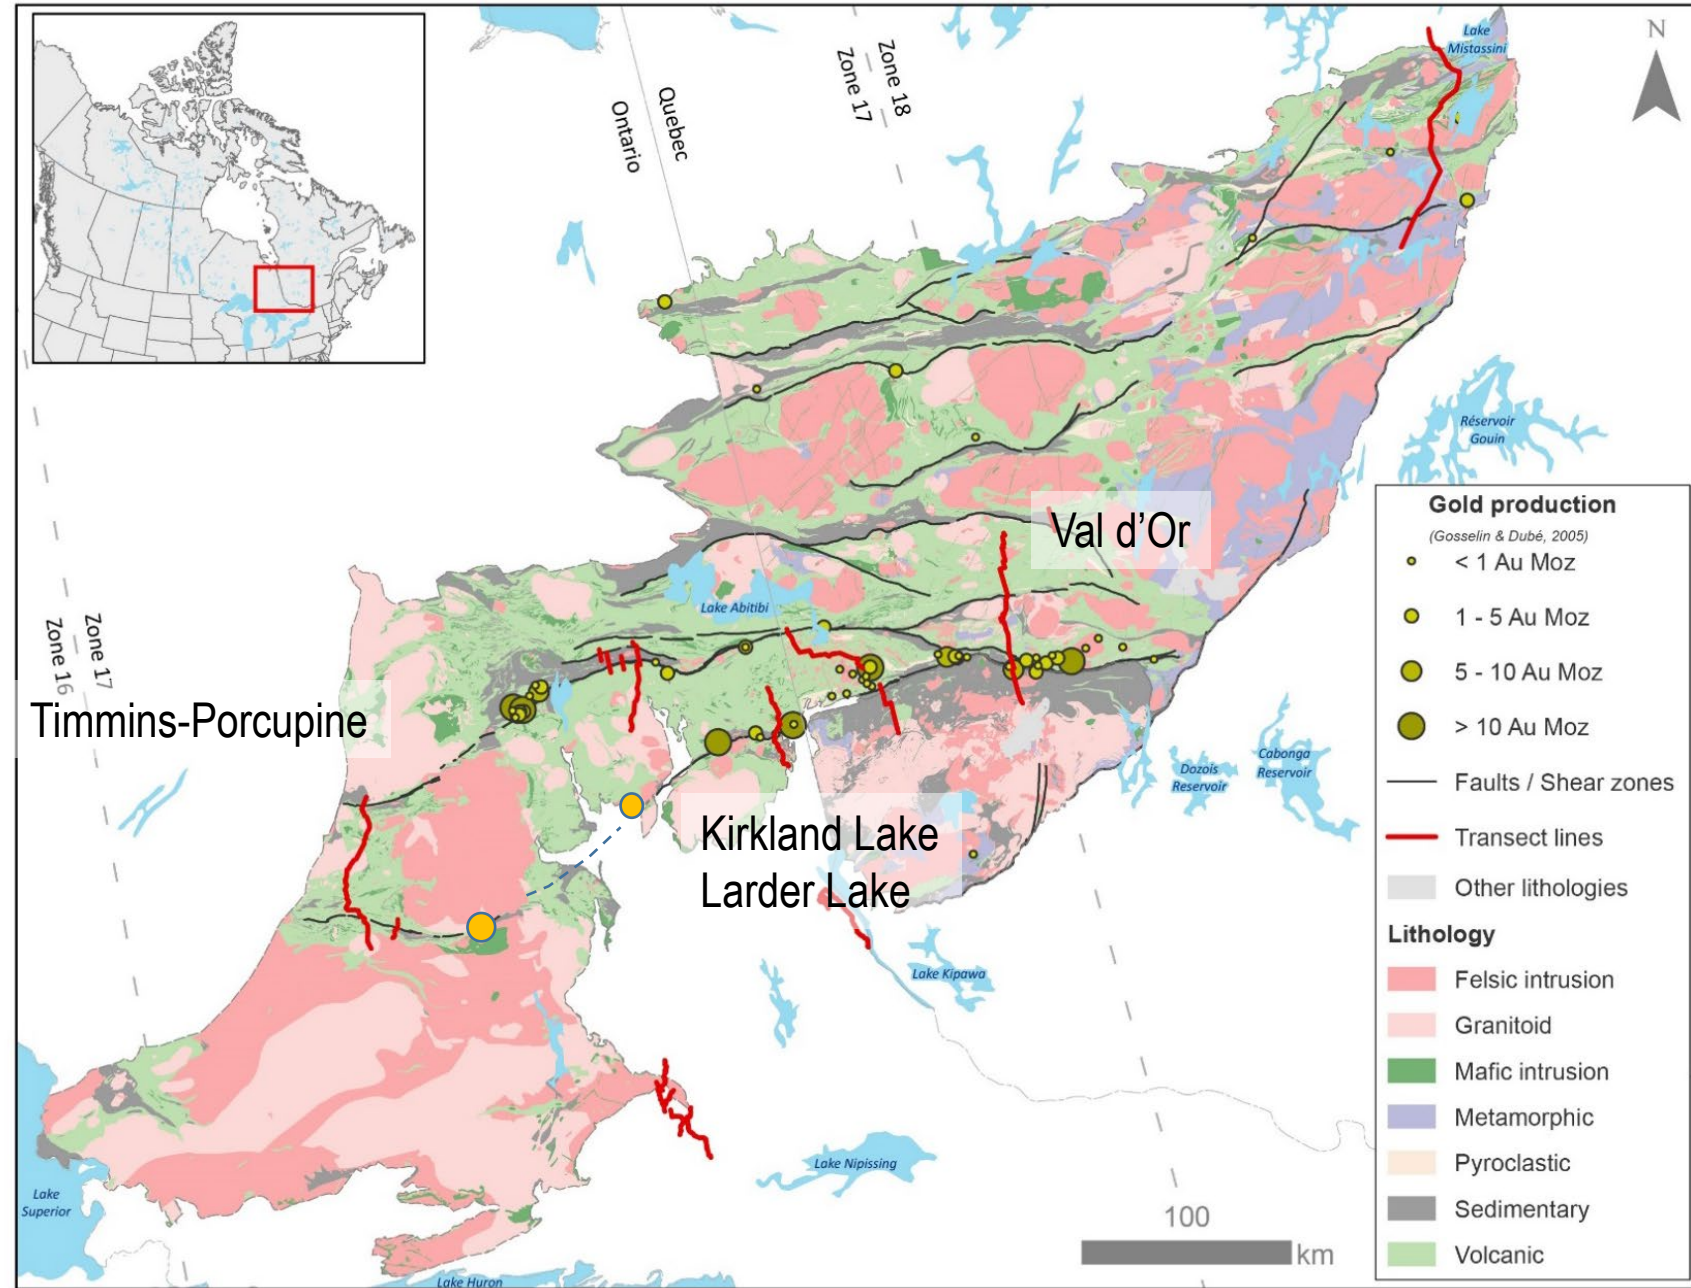 Lake
Mistassini
N
Zone 17
Zone 18
Ontario
Quebec
Réservoir
Gouin
Val d’Or
Lake Abitibi
Zone 16
Zone 17
Timmins-Porcupine
Kirkland Lake
Larder Lake
Dozois
Reservoir
Cabonga
Reservoir
Lake Kipawa
Lake Nipissing
Lake
Superior
Lake Huron
100
km
Gold production
(Gosselin & Dubé, 2005)
< 1 Au Moz
1 - 5 Au Moz
5 - 10 Au Moz
> 10 Au Moz
Faults / Shear zones
Transect lines
Other lithologies
Lithology
Felsic intrusion
Granitoid
Mafic intrusion
Metamorphic
Pyroclastic
Sedimentary
Volcanic